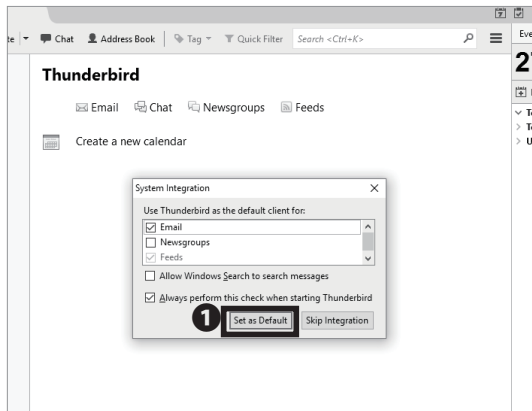 Chat Address Book Tag Quick Filter Search <Ctrl+K>
Thunderbird
Email Chat Newsgroups Feeds
Create a new calendar
System Integration
Use Thunderbird as the default client for:
Email
Newsgroups
Feeds
Allow Windows Search to search messages
Always perform this check when starting Thunderbird
1 Set as Default Skip Integration